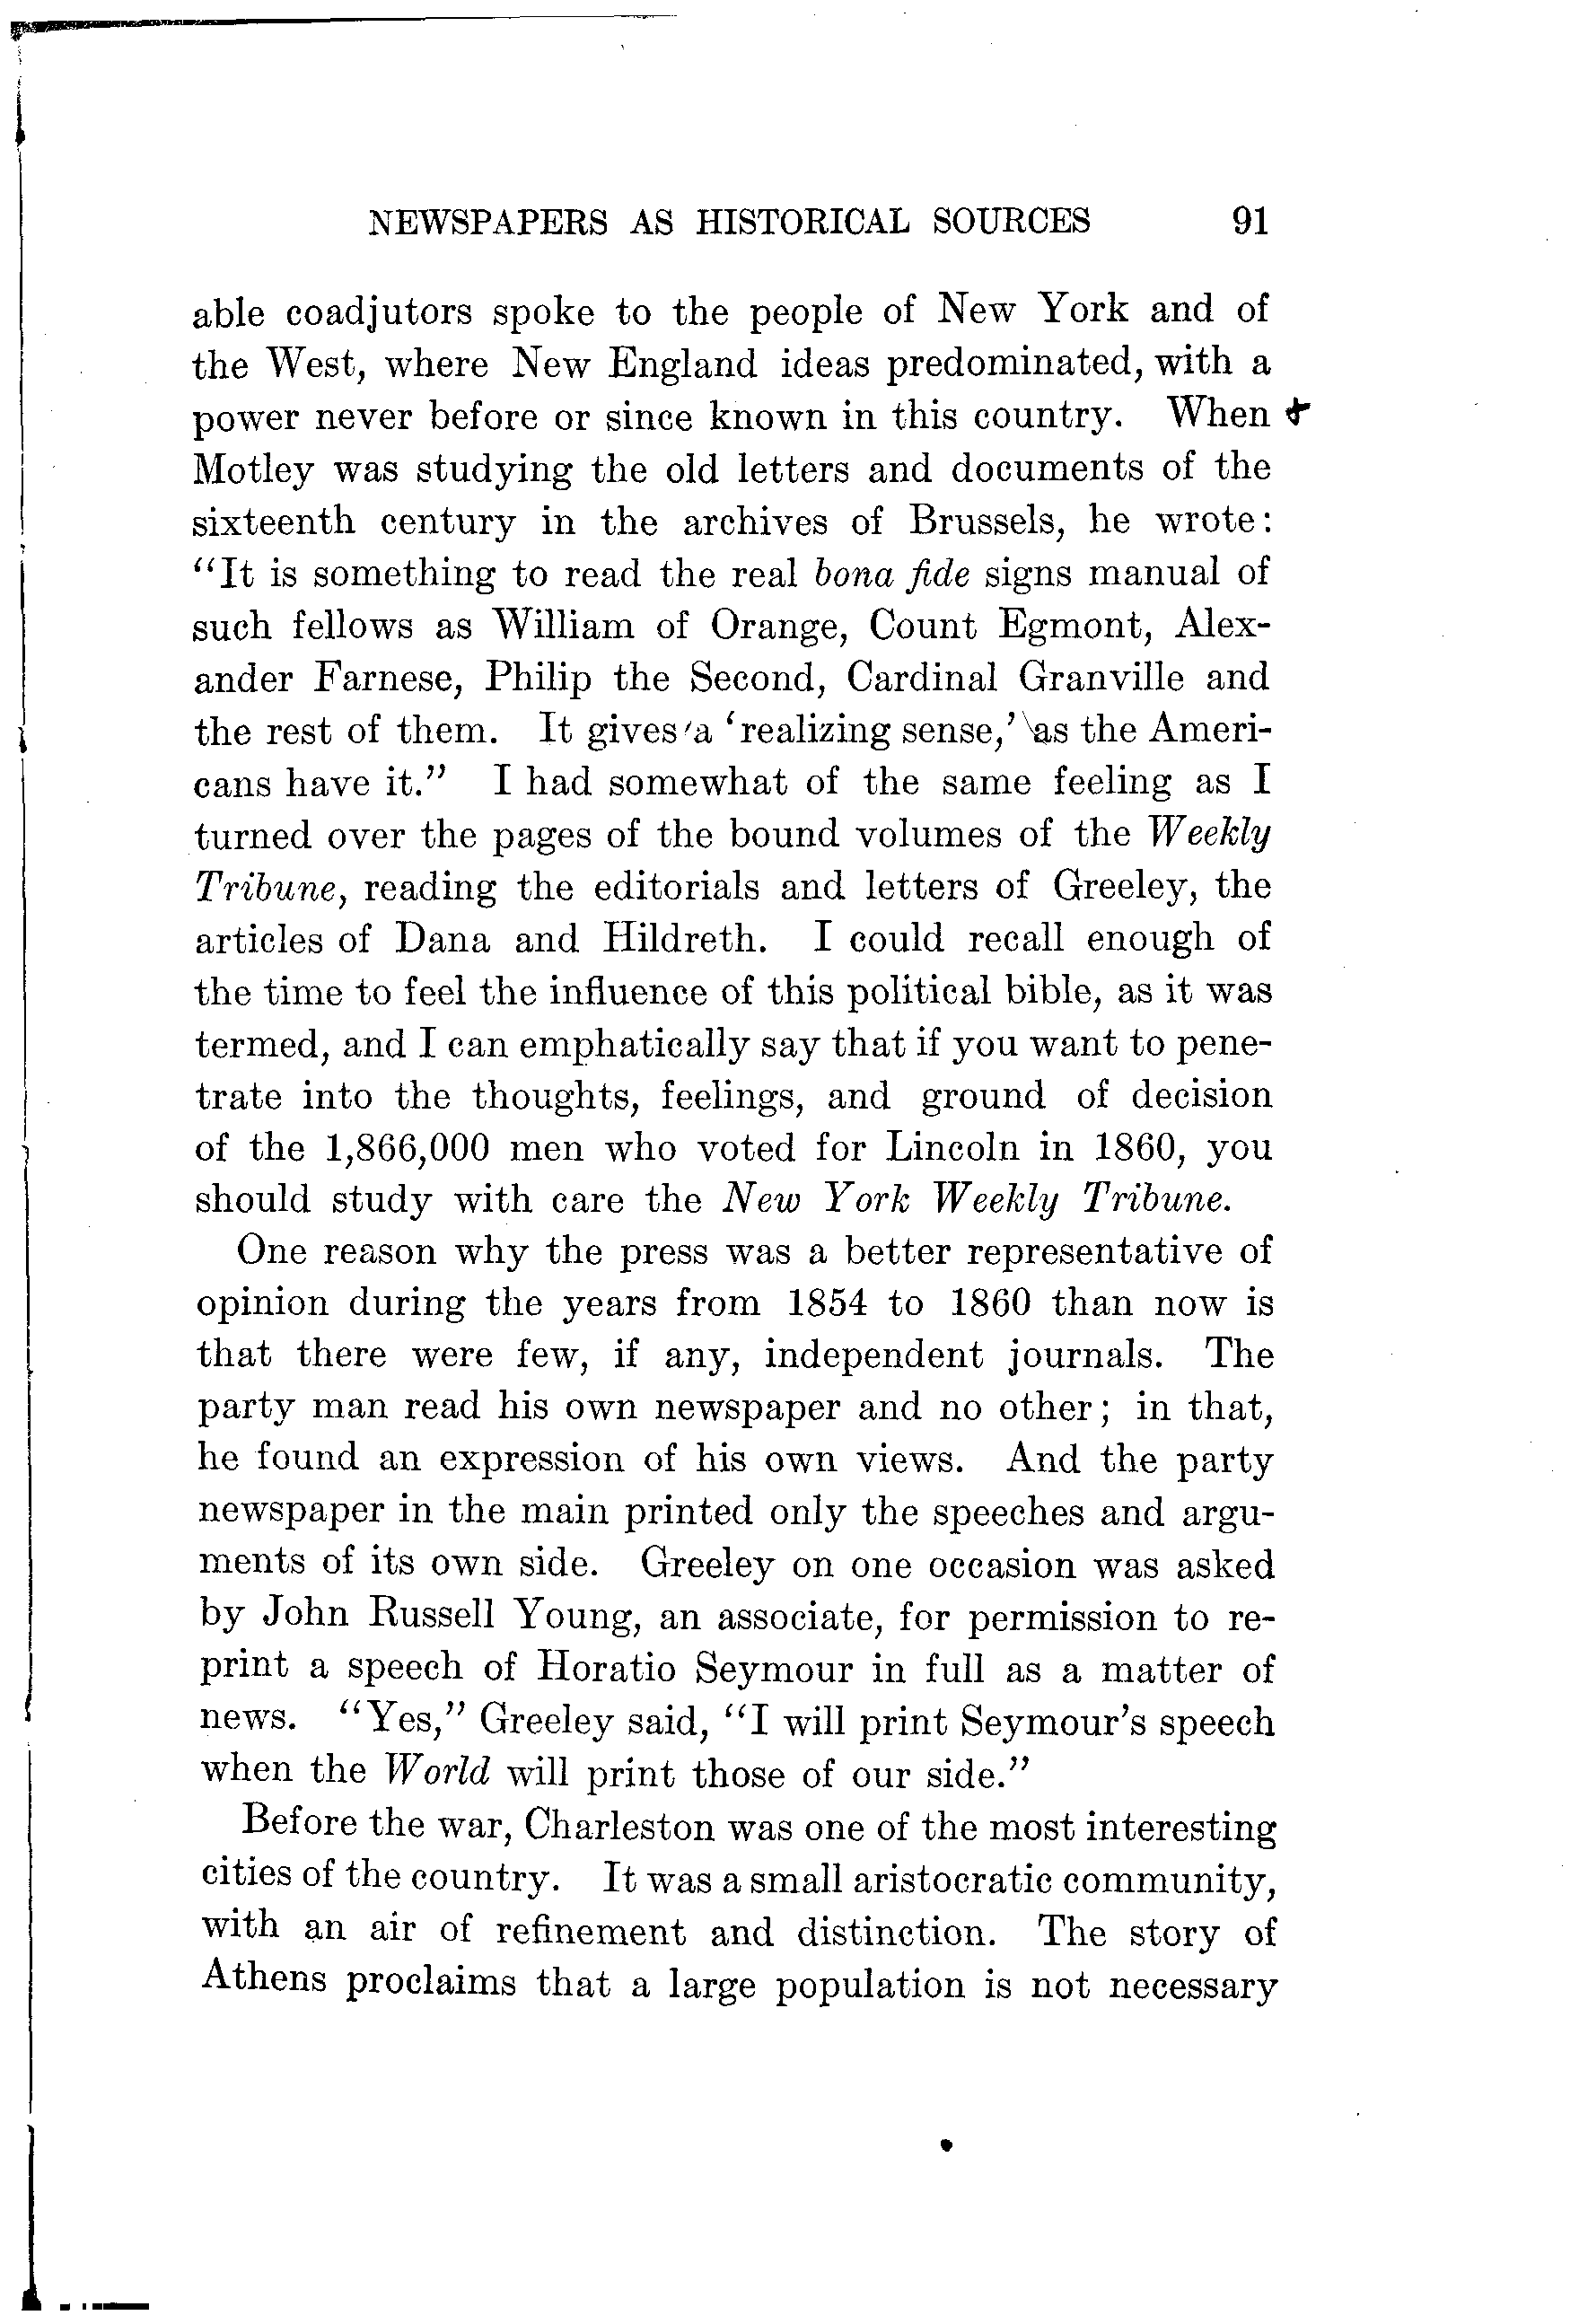 NEWSPAPERS AS HISTORICAL SOURCES 91
able coadjutors spoke to the people of New York and of
the West, where New England ideas predominated, with a
power never before or since known in this country. When
Motley was studying the old letters and documents of the
sixteenth century in the archives of Brussels, he wrote:
"It is something to read the real bona fide signs manual of
such fellows as William of Orange, Count Egmont, Alex-
ander Farnese, Philip the Second, Cardinal Granville and
the rest of them. It gives a 'realizing sense,' as the Ameri-
cans have it." I had somewhat of the same feeling as I
turned over the pages of the bound volumes of the Weekly
Tribune, reading the editorials and letters of Greeley, the
articles of Dana and Hildreth. I could recall enough of
the time to feel the influence of this political bible, as it was
termed, and I can emphatically say that if you want to pene-
trate into the thoughts, feelings, and ground of decision
of the 1,866,000 men who voted for Lincoln in 1860, you
should study with care the New York Weekly Tribune.
One reason why the press was a better representative of
opinion during the years from 1854 to 1860 than now is
that there were few, if any, independent journals. The
party man read his own newspaper and no other; in that,
he found an expression of his own views. And the party
newspaper in the main printed only the speeches and argu-
ments of its own side. Greeley on one occasion was asked
by John Russell Young, an associate, for permission to re-
print a speech of Horatio Seymour in full as a matter of
news. "Yes," Greeley said, "I will print Seymour's speech
when the World will print those of our side."
Before the war, Charleston was one of the most interesting
cities of the country. It was a small aristocratic community,
with an air of refinement and distinction. The story of
Athens proclaims that a large population is not necessary